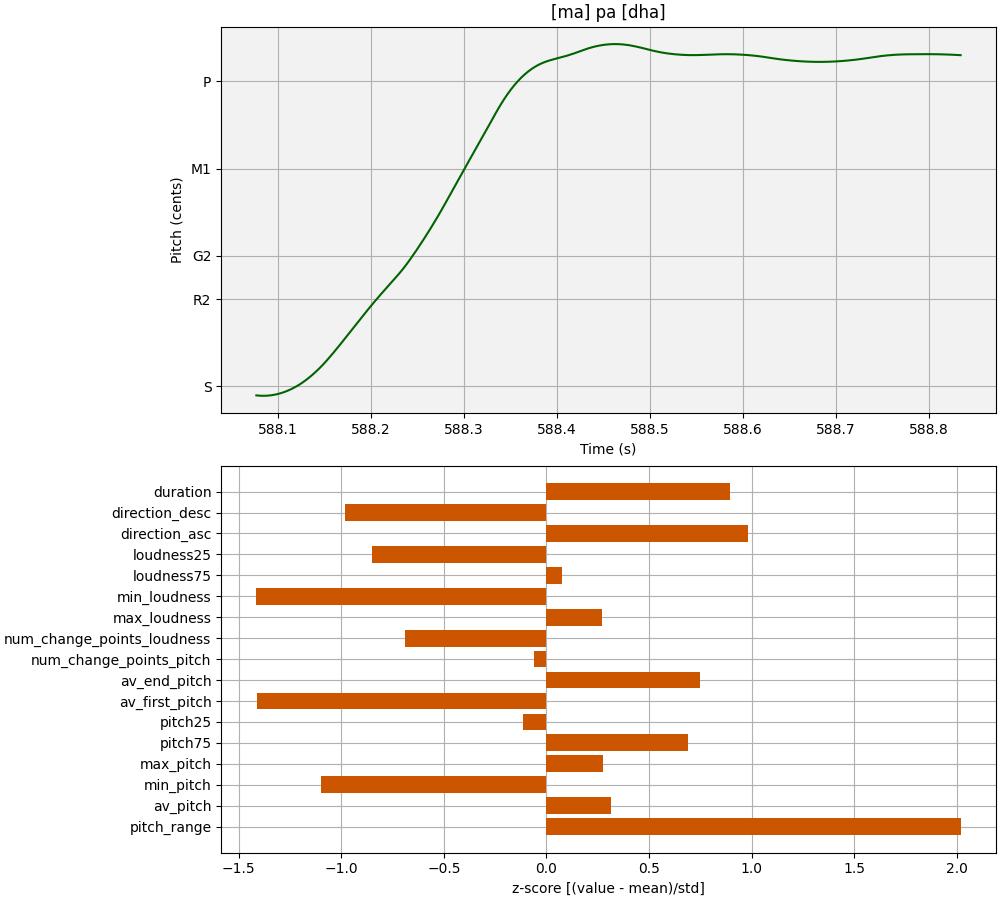 [ma] pa [dha]
P
M1
G2
R2
S
Pitch (cents)
588.1 588.2 588.3 588.4 588.5 588.6 588.7 588.8
Time (s)
duration
direction_desc
direction_asc
loudness25
loudness75
min_loudness
max_loudness
num_change_points_loudness
num_change_points_pitch
av_end_pitch
av_first_pitch
pitch25
pitch75
max_pitch
min_pitch
av_pitch
pitch_range
−1.5 −1.0 −0.5 0.0 0.5 1.0 1.5 2.0
z-score [(value - mean)/std]